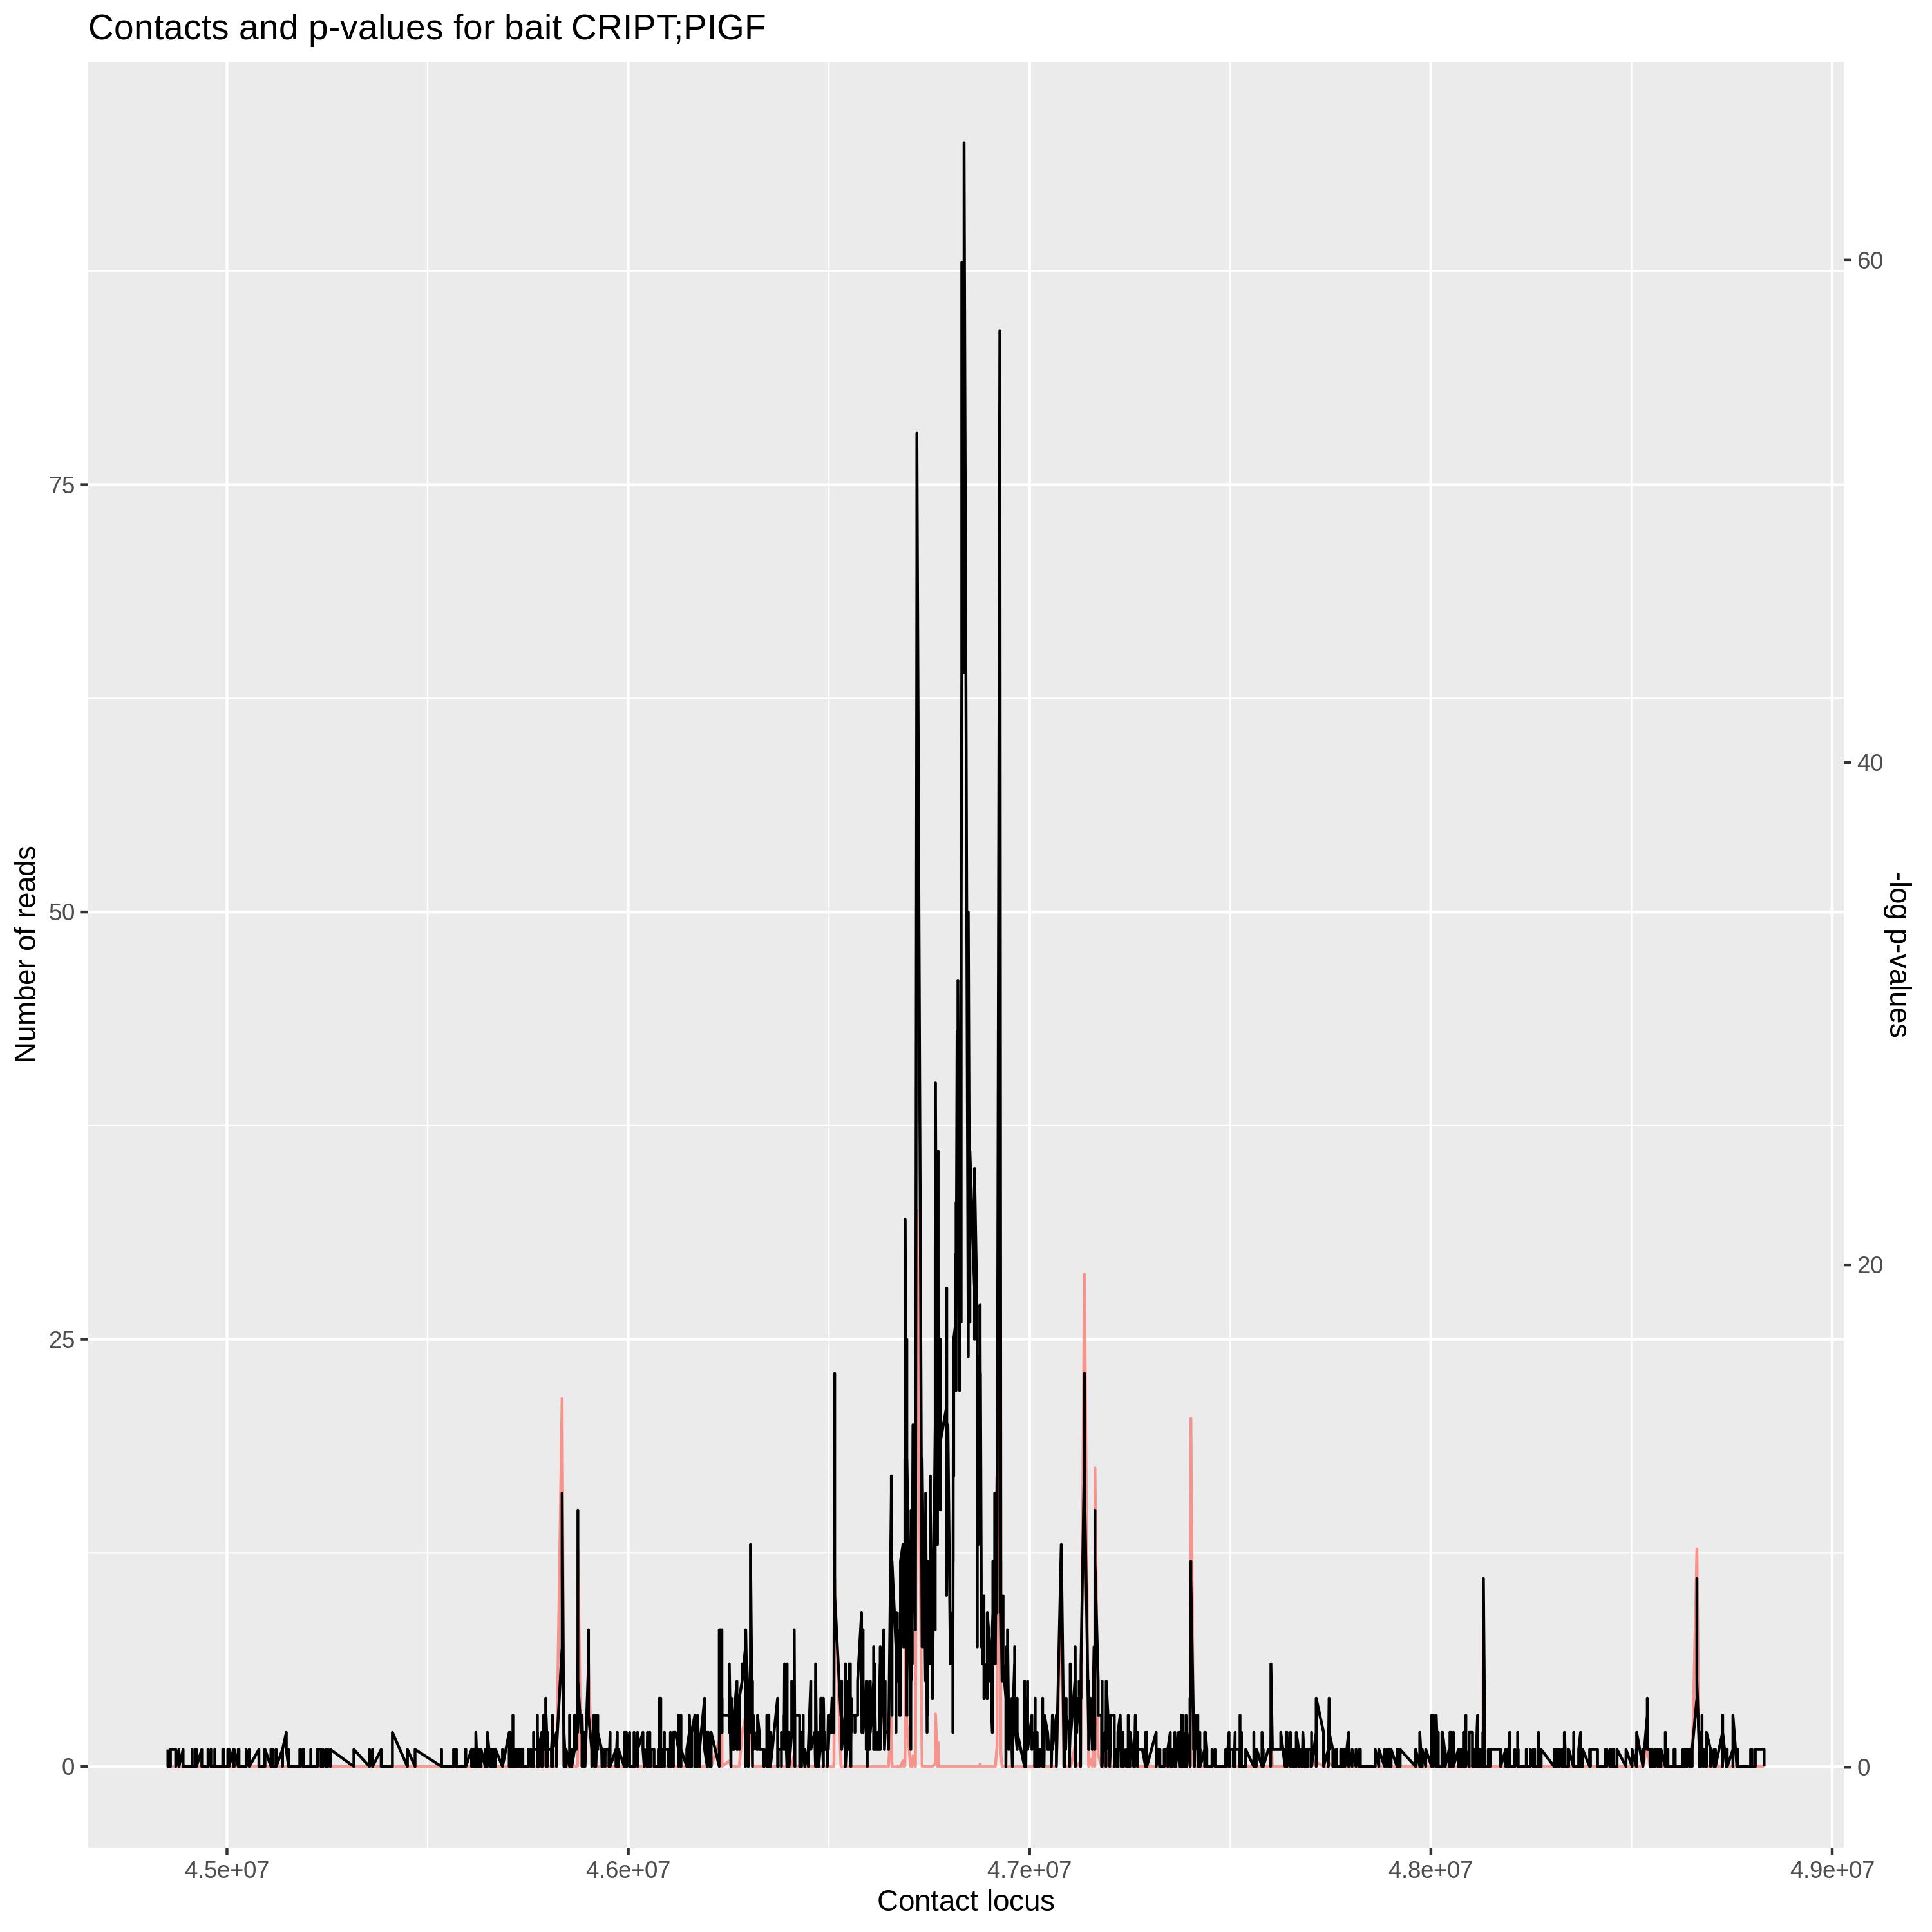 Contacts and p-values for bait CRIPT;PIGF
Number of reads
75
50
25
0
60
40
20
0
-log p-values
4.5e+07 4.6e+07 4.7e+07 4.8e+07 4.9e+07
Contact locus